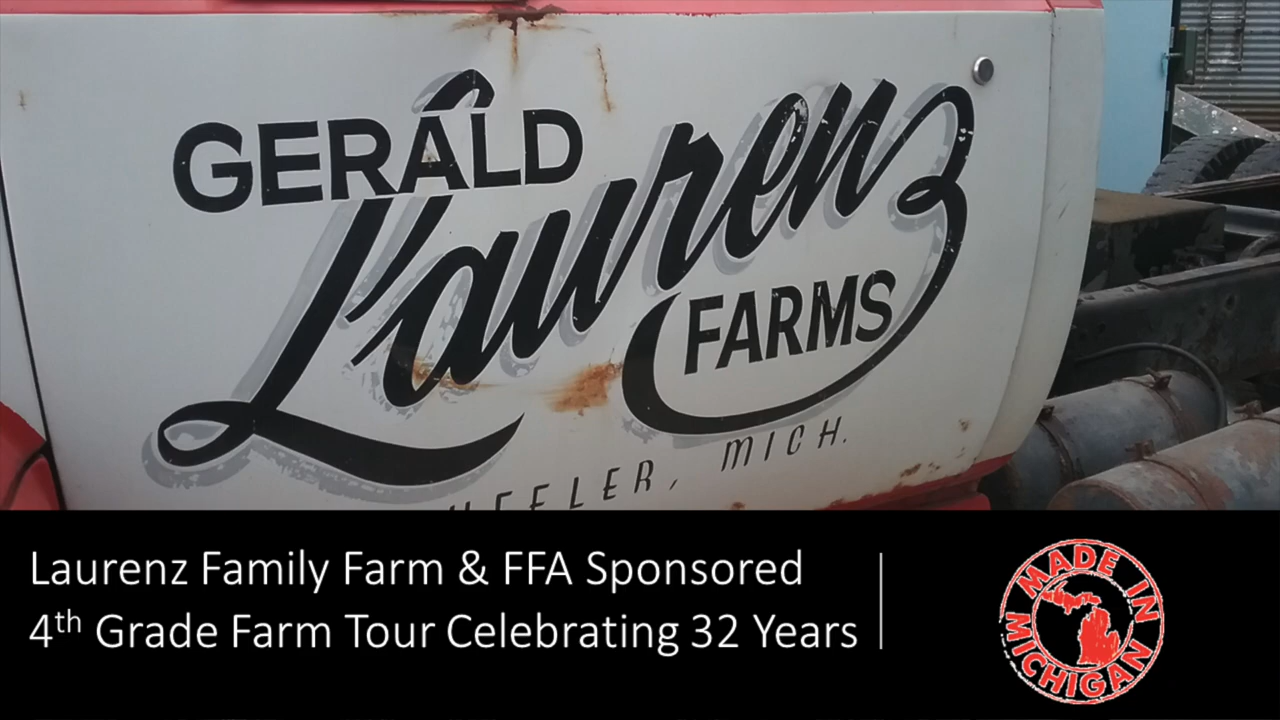 GERALD
Laurenz
FARMS
MICH.
Laurenz Family Farm & FFA Sponsored
4th Grade Farm Tour Celebrating 32 Years
MADE IN
MICHIGAN